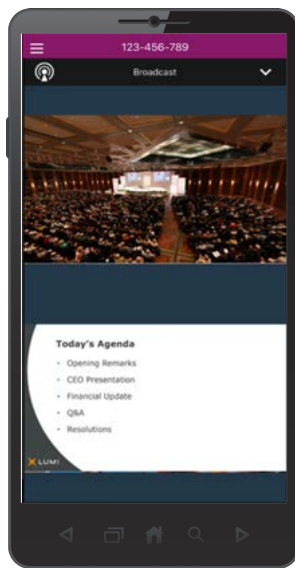 123-456-789
Broadcast
Today's Agenda
• Opening Remarks
• CEO Presentation
• Financial Update
• Q&A
• Resolutions
LUMI